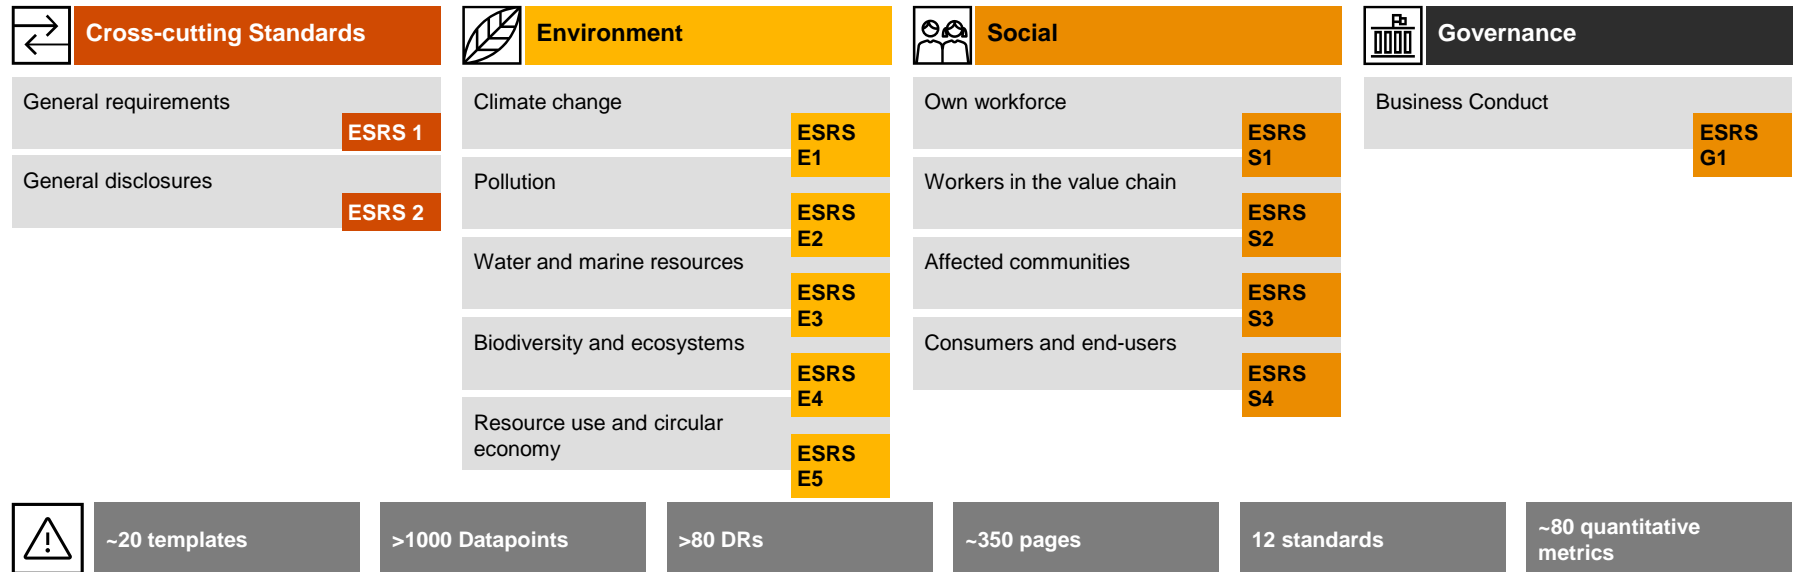 Cross-cutting Standards
General requirements
ESRS 1
General disclosures
ESRS 2
Environment
Climate change
ESRS
E1
Pollution
ESRS
E2
Water and marine resources
ESRS
E3
Biodiversity and ecosystems
ESRS
E4
Resource use and circular
economy
ESRS
E5
Social
Own workforce
ESRS
S1
Workers in the value chain
ESRS
S2
Affected communities
ESRS
S3
Consumers and end-users
ESRS
S4
Governance
Business Conduct
ESRS
G1
~20 templates
>1000 Datapoints
>80 DRs
~350 pages
12 standards
~80 quantitative
metrics